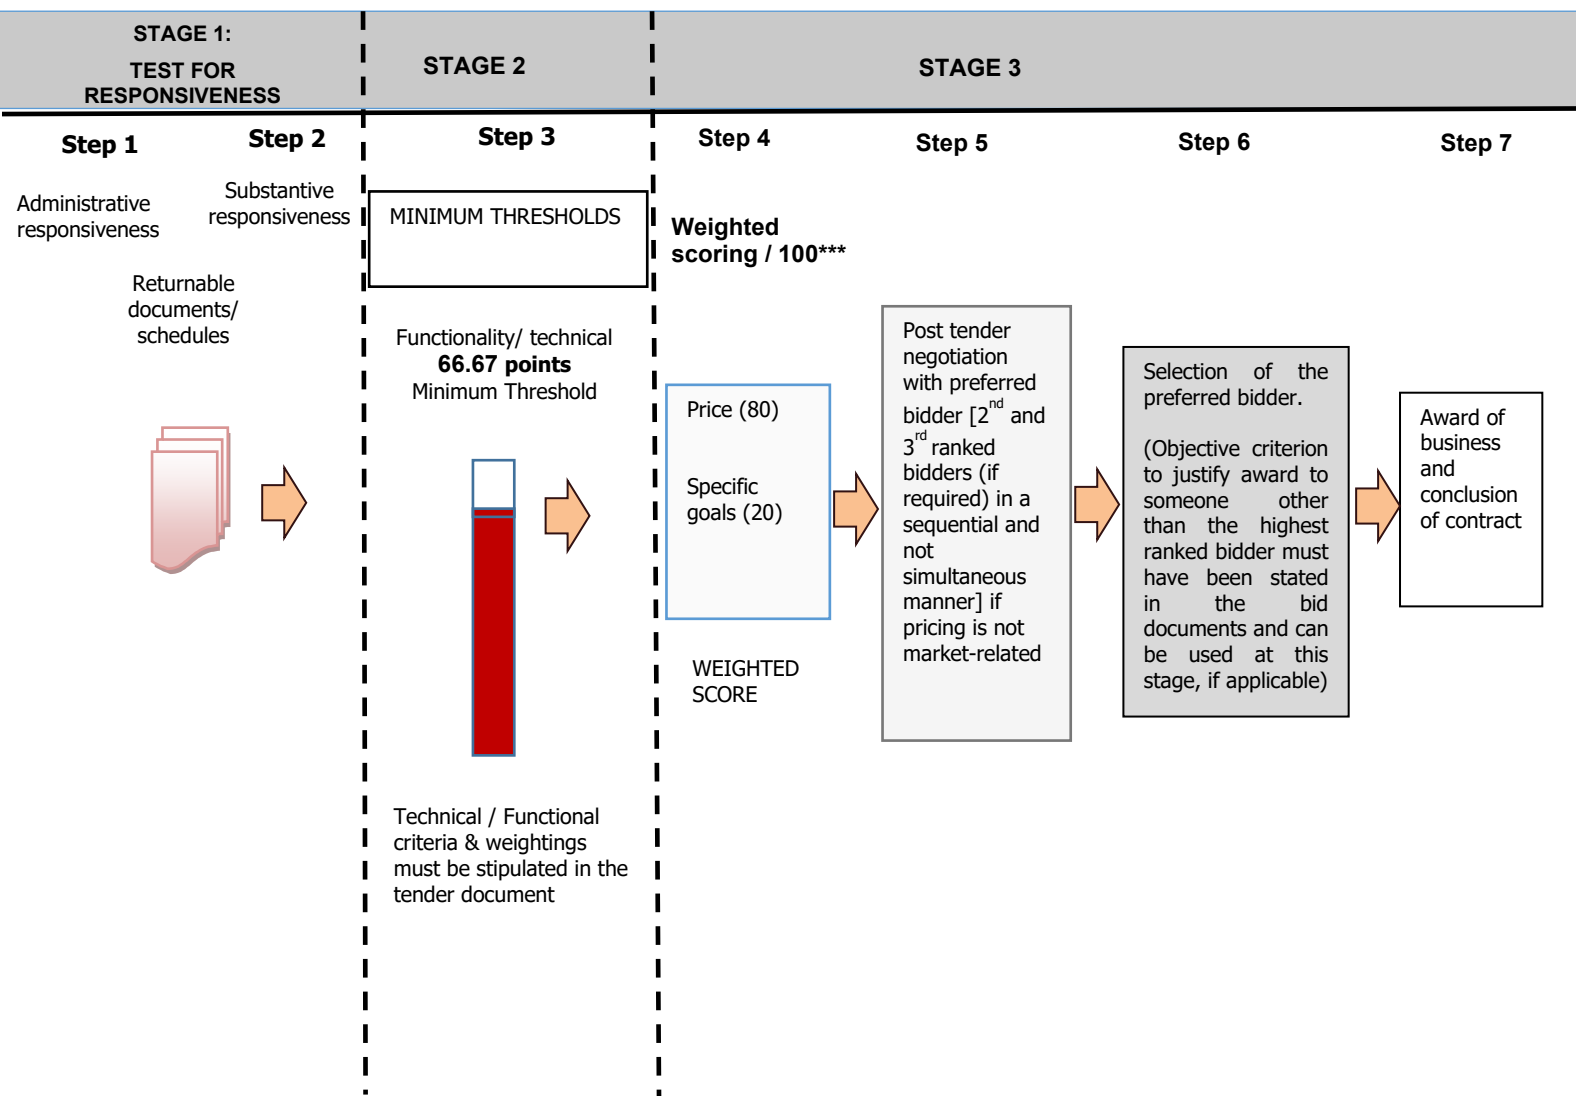 STAGE 1:
TEST FOR
RESPONSIVENESS
STAGE 2
STAGE 3
Step 1
Step 2
Step 3
Step 4
Step 5
Step 6
Step 7
Administrative
responsiveness
Substantive
responsiveness
Returnable
documents/
schedules
MINIMUM THRESHOLDS
Functionality/ technical
66.67 points
Minimum Threshold
Technical / Functional
criteria & weightings
must be stipulated in the
tender document
Weighted
scoring / 100***
Price (80)
Specific
goals (20)
WEIGHTED
SCORE
Post tender
negotiation
with preferred
bidder [2nd and
3rd ranked
bidders (if
required) in a
sequential and
not
simultaneous
manner] if
pricing is not
market-related
Selection of the
preferred bidder.
(Objective criterion
to justify award to
someone other
than the highest
ranked bidder must
have been stated
in the bid
documents and can
be used at this
stage, if applicable)
Award of
business
and
conclusion
of contract